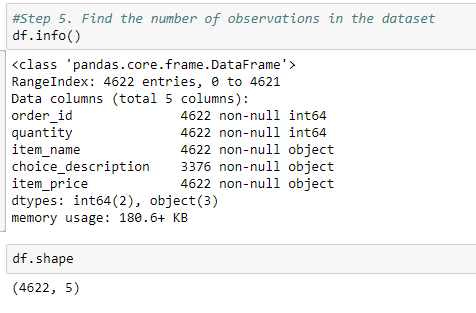 #Step 5. Find the number of observations in the dataset
df.info()
<class 'pandas.core.frame.DataFrame'>
RangeIndex: 4622 entries, 0 to 4621
Data columns (total 5 columns):
order_id              4622 non-null int64
quantity              4622 non-null int64
item_name             4622 non-null object
choice_description    3376 non-null object
item_price            4622 non-null object
dtypes: int64(2), object(3)
memory usage: 180.6+ KB
df.shape
(4622, 5)